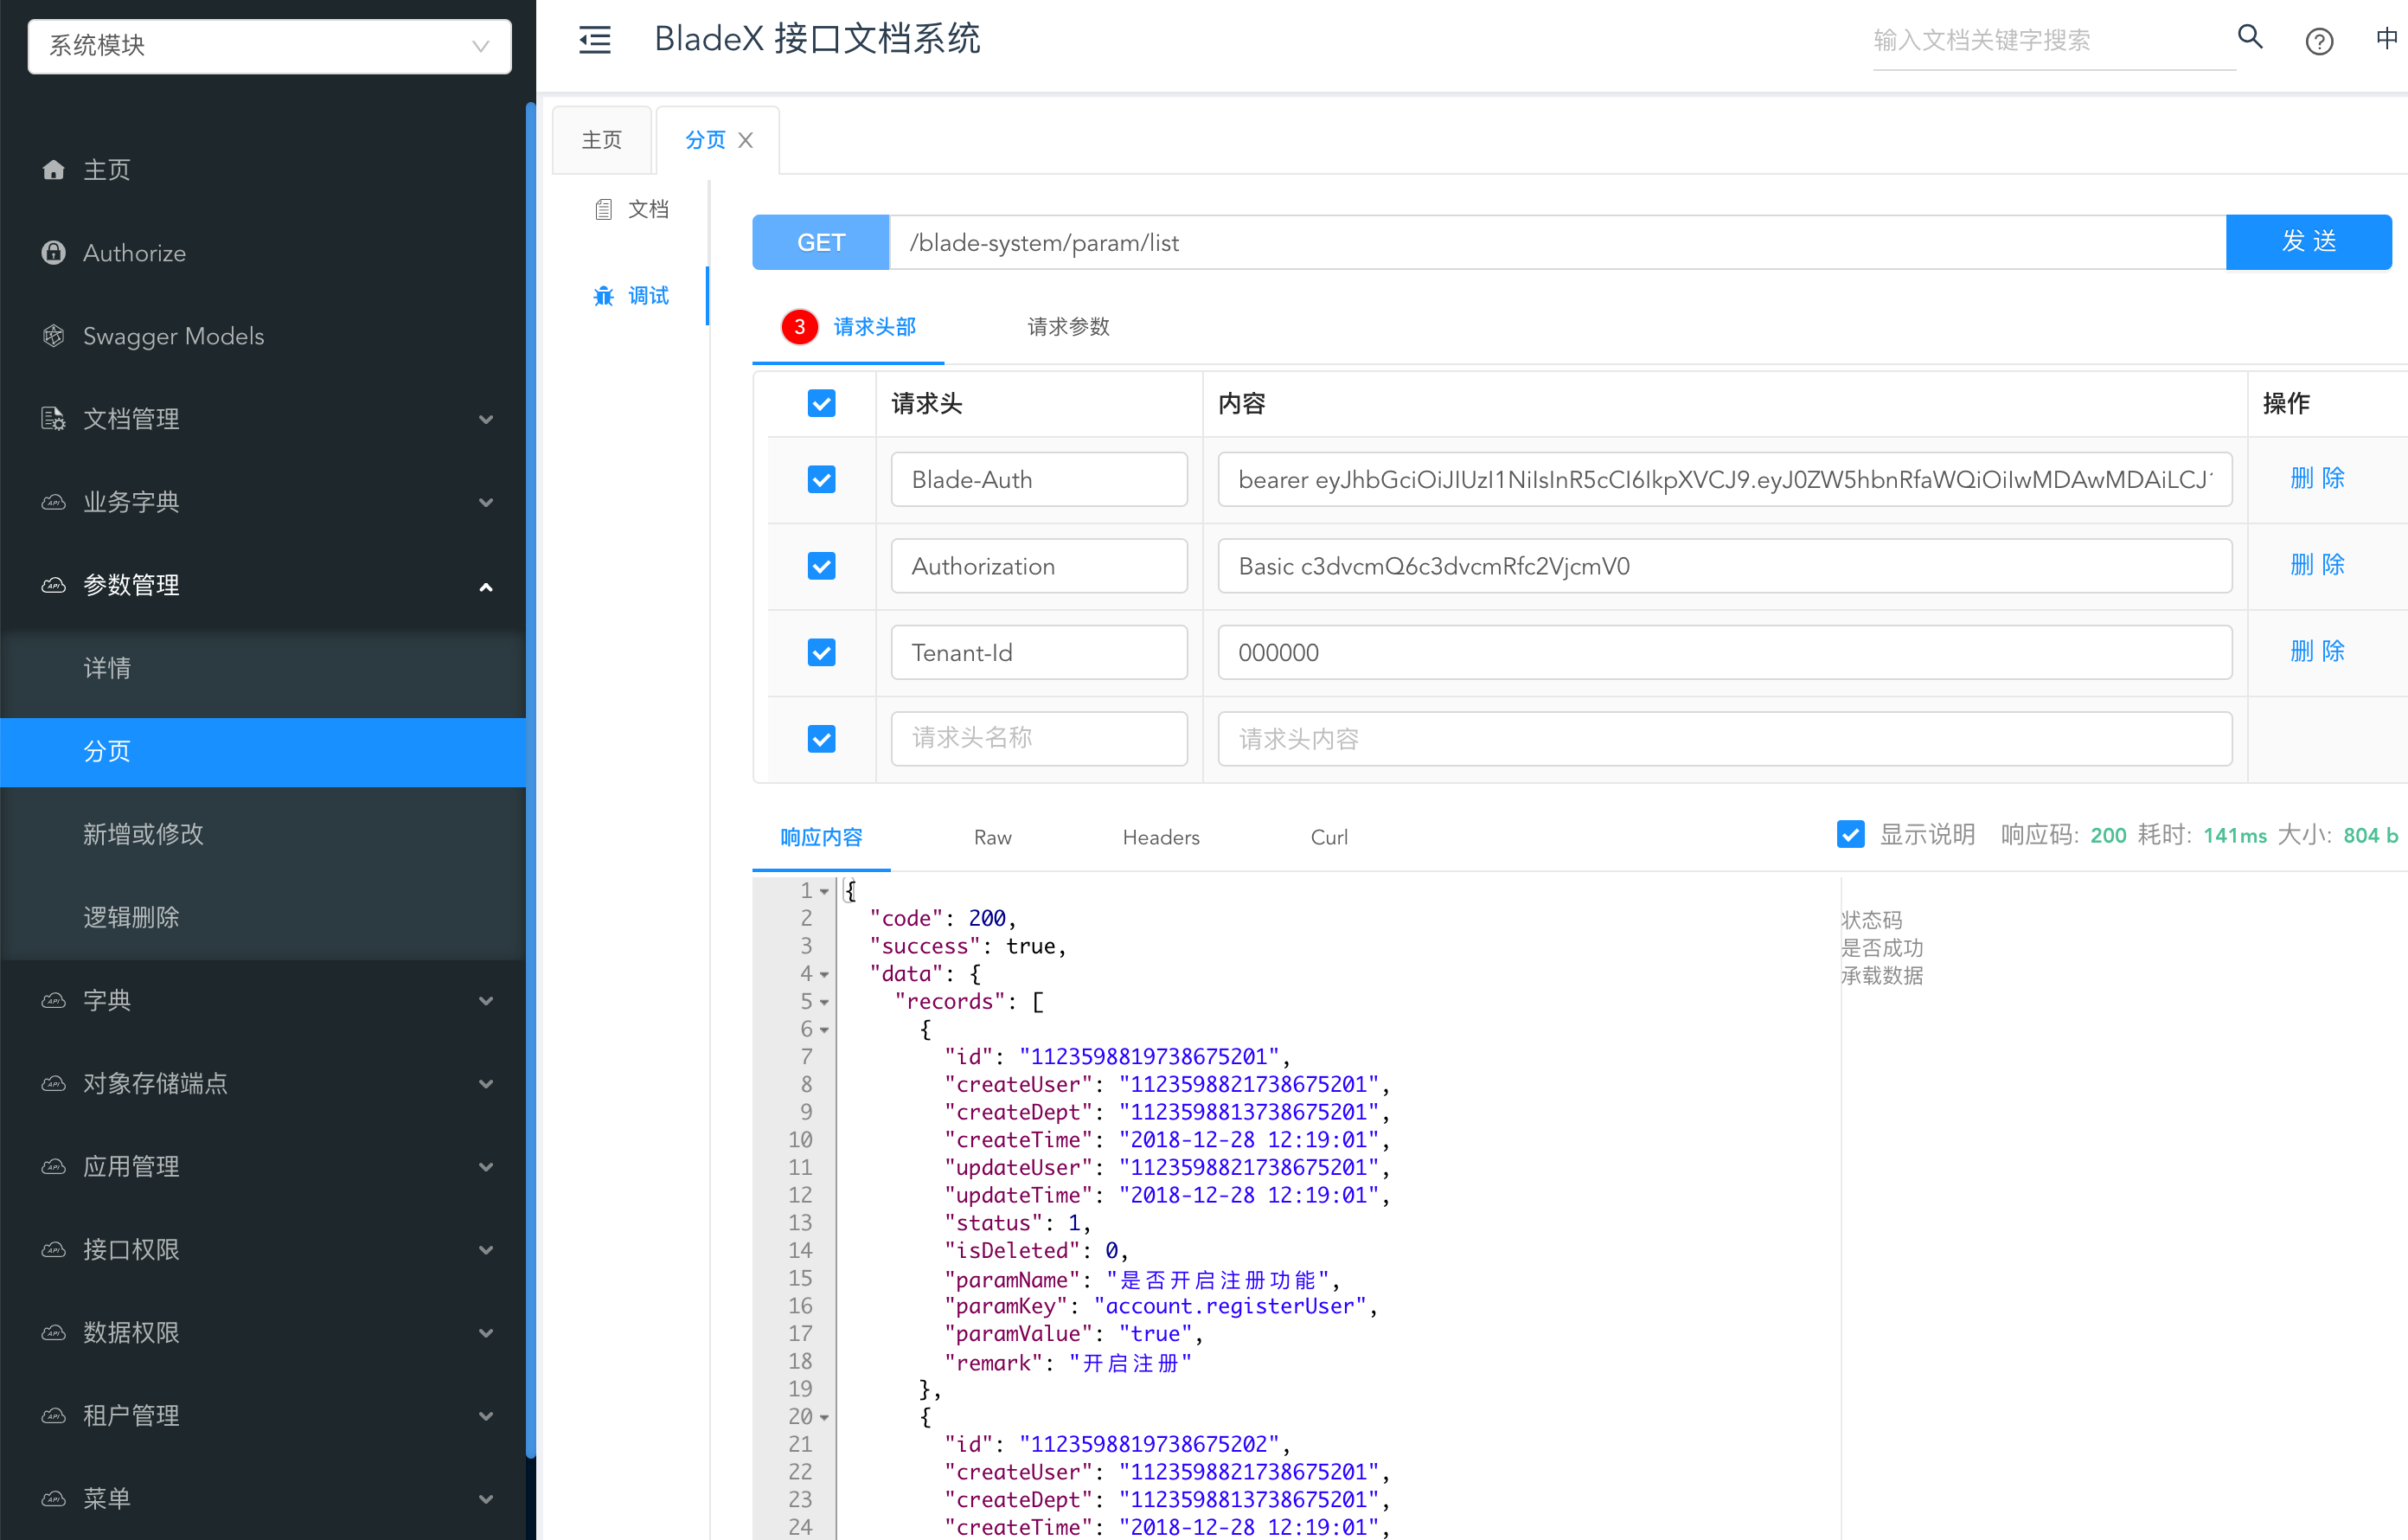 系统模块
主页
Authorize
Swagger Models
文档管理
业务字典
参数管理
详情
分页
新增或修改
逻辑删除
字典
对象存储端点
应用管理
接口权限
数据权限
租户管理
菜单
BladeX 接口文档系统
输入文档关键字搜索
中
主页
分页
文档
调试
GET /blade-system/param/list 发 送
3 请求头部 请求参数
请求头 内容 操作
Blade-Auth bearer eyJhbGciOiJIUzI1NiIsInR5cCI6IkpXVCJ9.eyJ0ZW5hbnRfaWQiOiIwMDAwMDAiLCJ 删 除
Authorization Basic c3dvcmQ6c3dvcmRfc2VjcmV0 删 除
Tenant-Id 000000 删 除
请求头名称 请求头内容
响应内容 Raw Headers Curl 显示说明 响应码: 200 耗时: 141ms 大小: 804 b
1 {
2 "code": 200, 状态码
3 "success": true, 是否成功
4 "data": { 承载数据
5 "records": [
6 {
7 "id": "1123598819738675201",
8 "createUser": "1123598821738675201",
9 "createDept": "1123598813738675201",
10 "createTime": "2018-12-28 12:19:01",
11 "updateUser": "1123598821738675201",
12 "updateTime": "2018-12-28 12:19:01",
13 "status": 1,
14 "isDeleted": 0,
15 "paramName": "是否开启注册功能",
16 "paramKey": "account.registerUser",
17 "paramValue": "true",
18 "remark": "开启注册"
19 },
20 {
21 "id": "1123598819738675202",
22 "createUser": "1123598821738675201",
23 "createDept": "1123598813738675201",
24 "createTime": "2018-12-28 12:19:01",